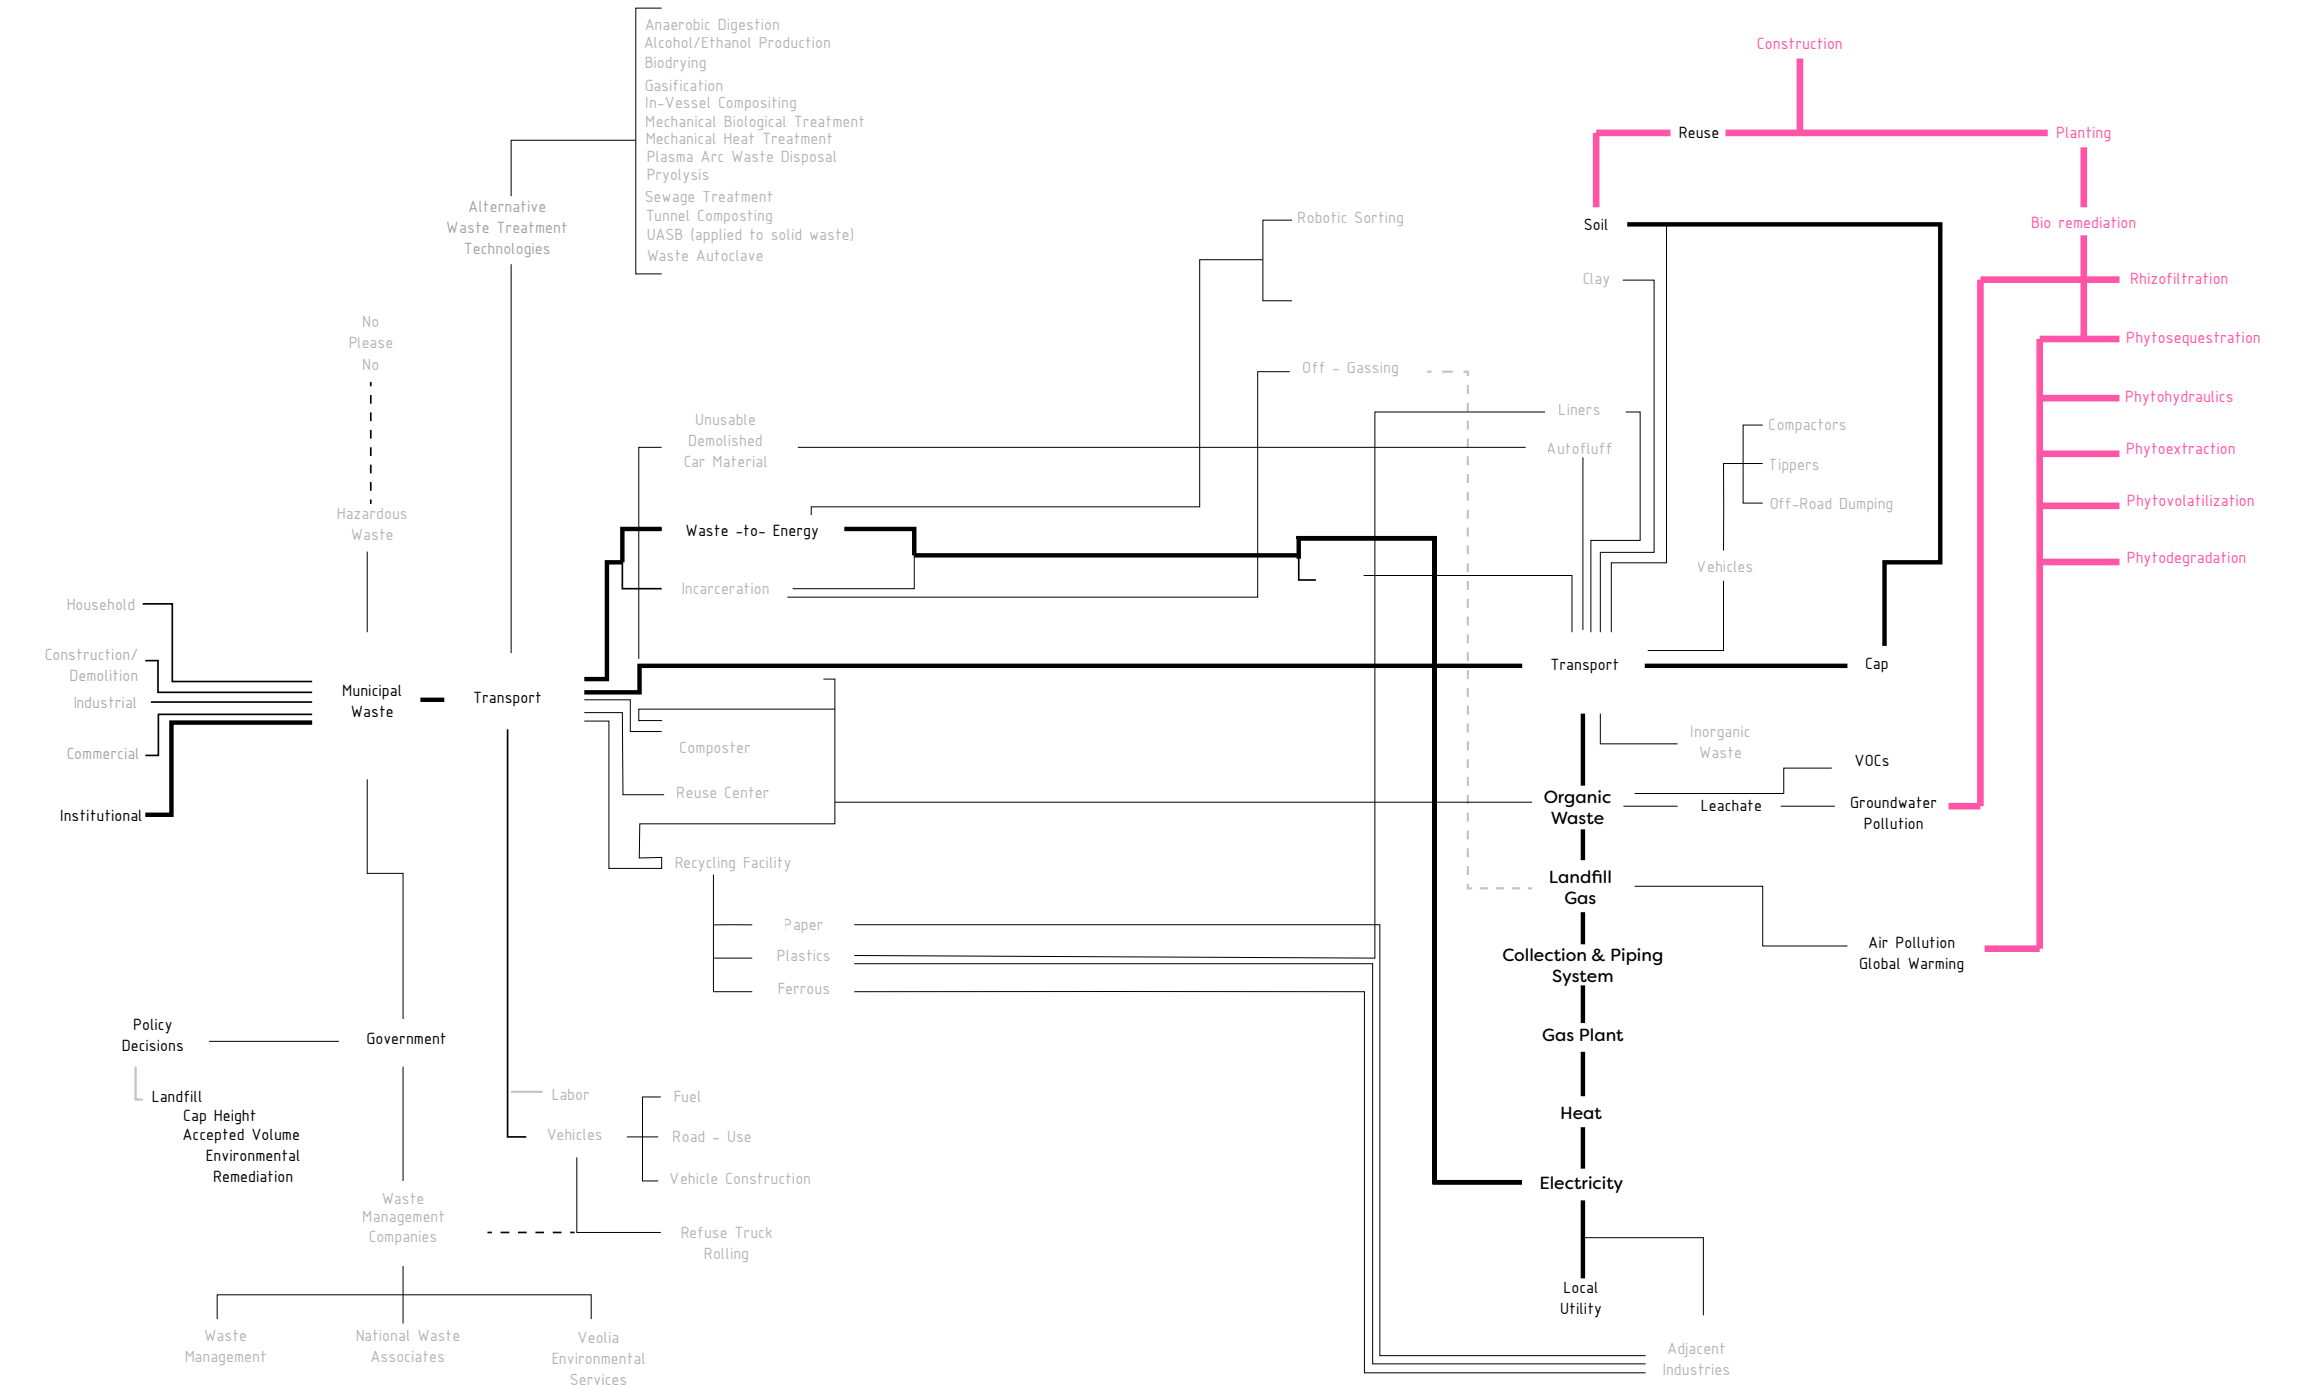 Anaerobic Digestion
Alcohol/Ethanol Production
Biodrying
Gasification
In-Vessel Compositing
Mechanical Biological Treatment
Mechanical Heat Treatment
Plasma Arc Waste Disposal
Pryolysis
Sewage Treatment
Tunnel Composting
UASB (applied to solid waste)
Waste Autoclave
Alternative
Waste Treatment
Technologies
No
Please
No
Hazardous
Waste
Household
Construction/
Demolition
Industrial
Commercial
Institutional
Municipal
Waste
Transport
Unusable
Demolished
Car Material
Waste -to- Energy
Incarceration
Composter
Reuse Center
Recycling Facility
Paper
Plastics
Ferrous
Policy
Decisions
Government
Landfill
Cap Height
Accepted Volume
Environmental
Remediation
Labor
Vehicles
Fuel
Road - Use
Vehicle Construction
Refuse Truck
Rolling
Waste
Management
Companies
Waste
Management
National Waste
Associates
Veolia
Environmental
Services
Robotic Sorting
Off - Gassing
Construction
Reuse
Planting
Soil
Clay
Liners
Autofluff
Compactors
Tippers
Off-Road Dumping
Vehicles
Transport
Cap
Inorganic
Waste
VOCs
Organic
Waste
Leachate
Groundwater
Pollution
Landfill
Gas
Air Pollution
Global Warming
Collection & Piping
System
Gas Plant
Heat
Electricity
Local
Utility
Adjacent
Industries
Bio remediation
Rhizofiltration
Phytosequestration
Phytohydraulics
Phytoextraction
Phytovolatilization
Phytodegradation